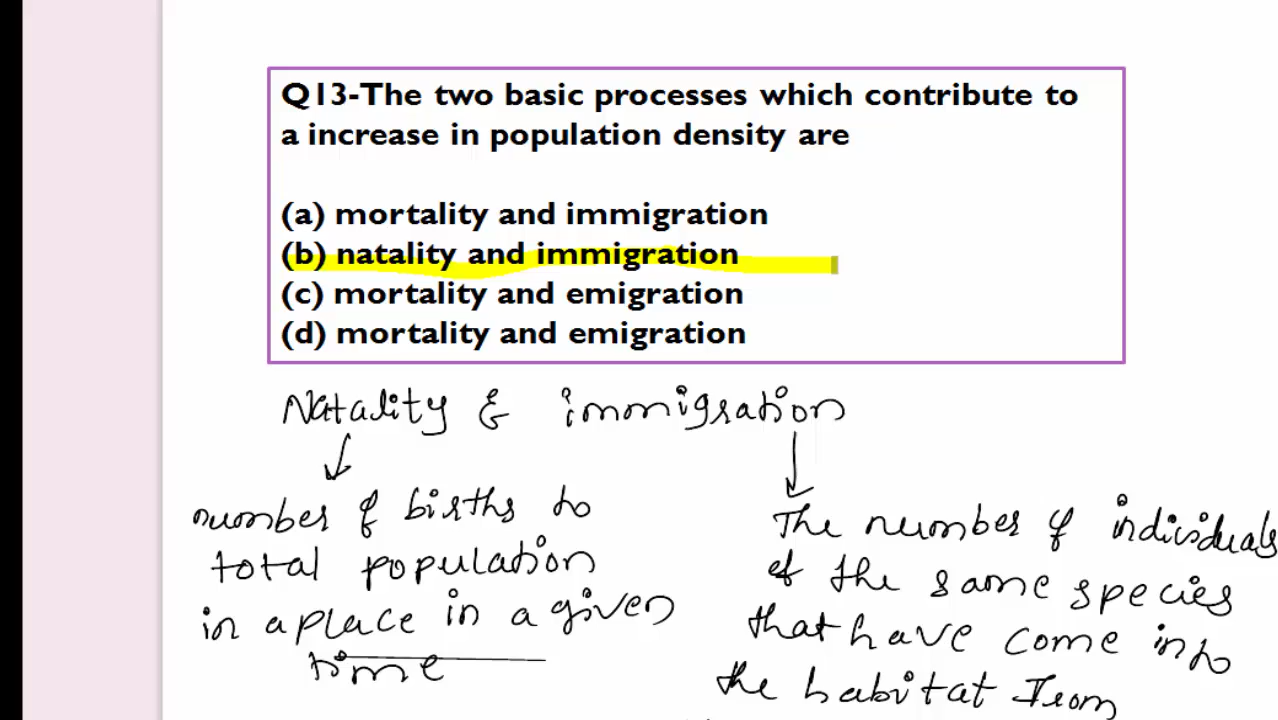 Q13-The two basic processes which contribute to
a increase in population density are
(a) mortality and immigration
(b) natality and immigration
(c) mortality and emigration
(d) mortality and emigration
Natality & immigration
number of births to
total population
in a place in a given
time
The number of individuals
of the same species
that have come into
the habitat from